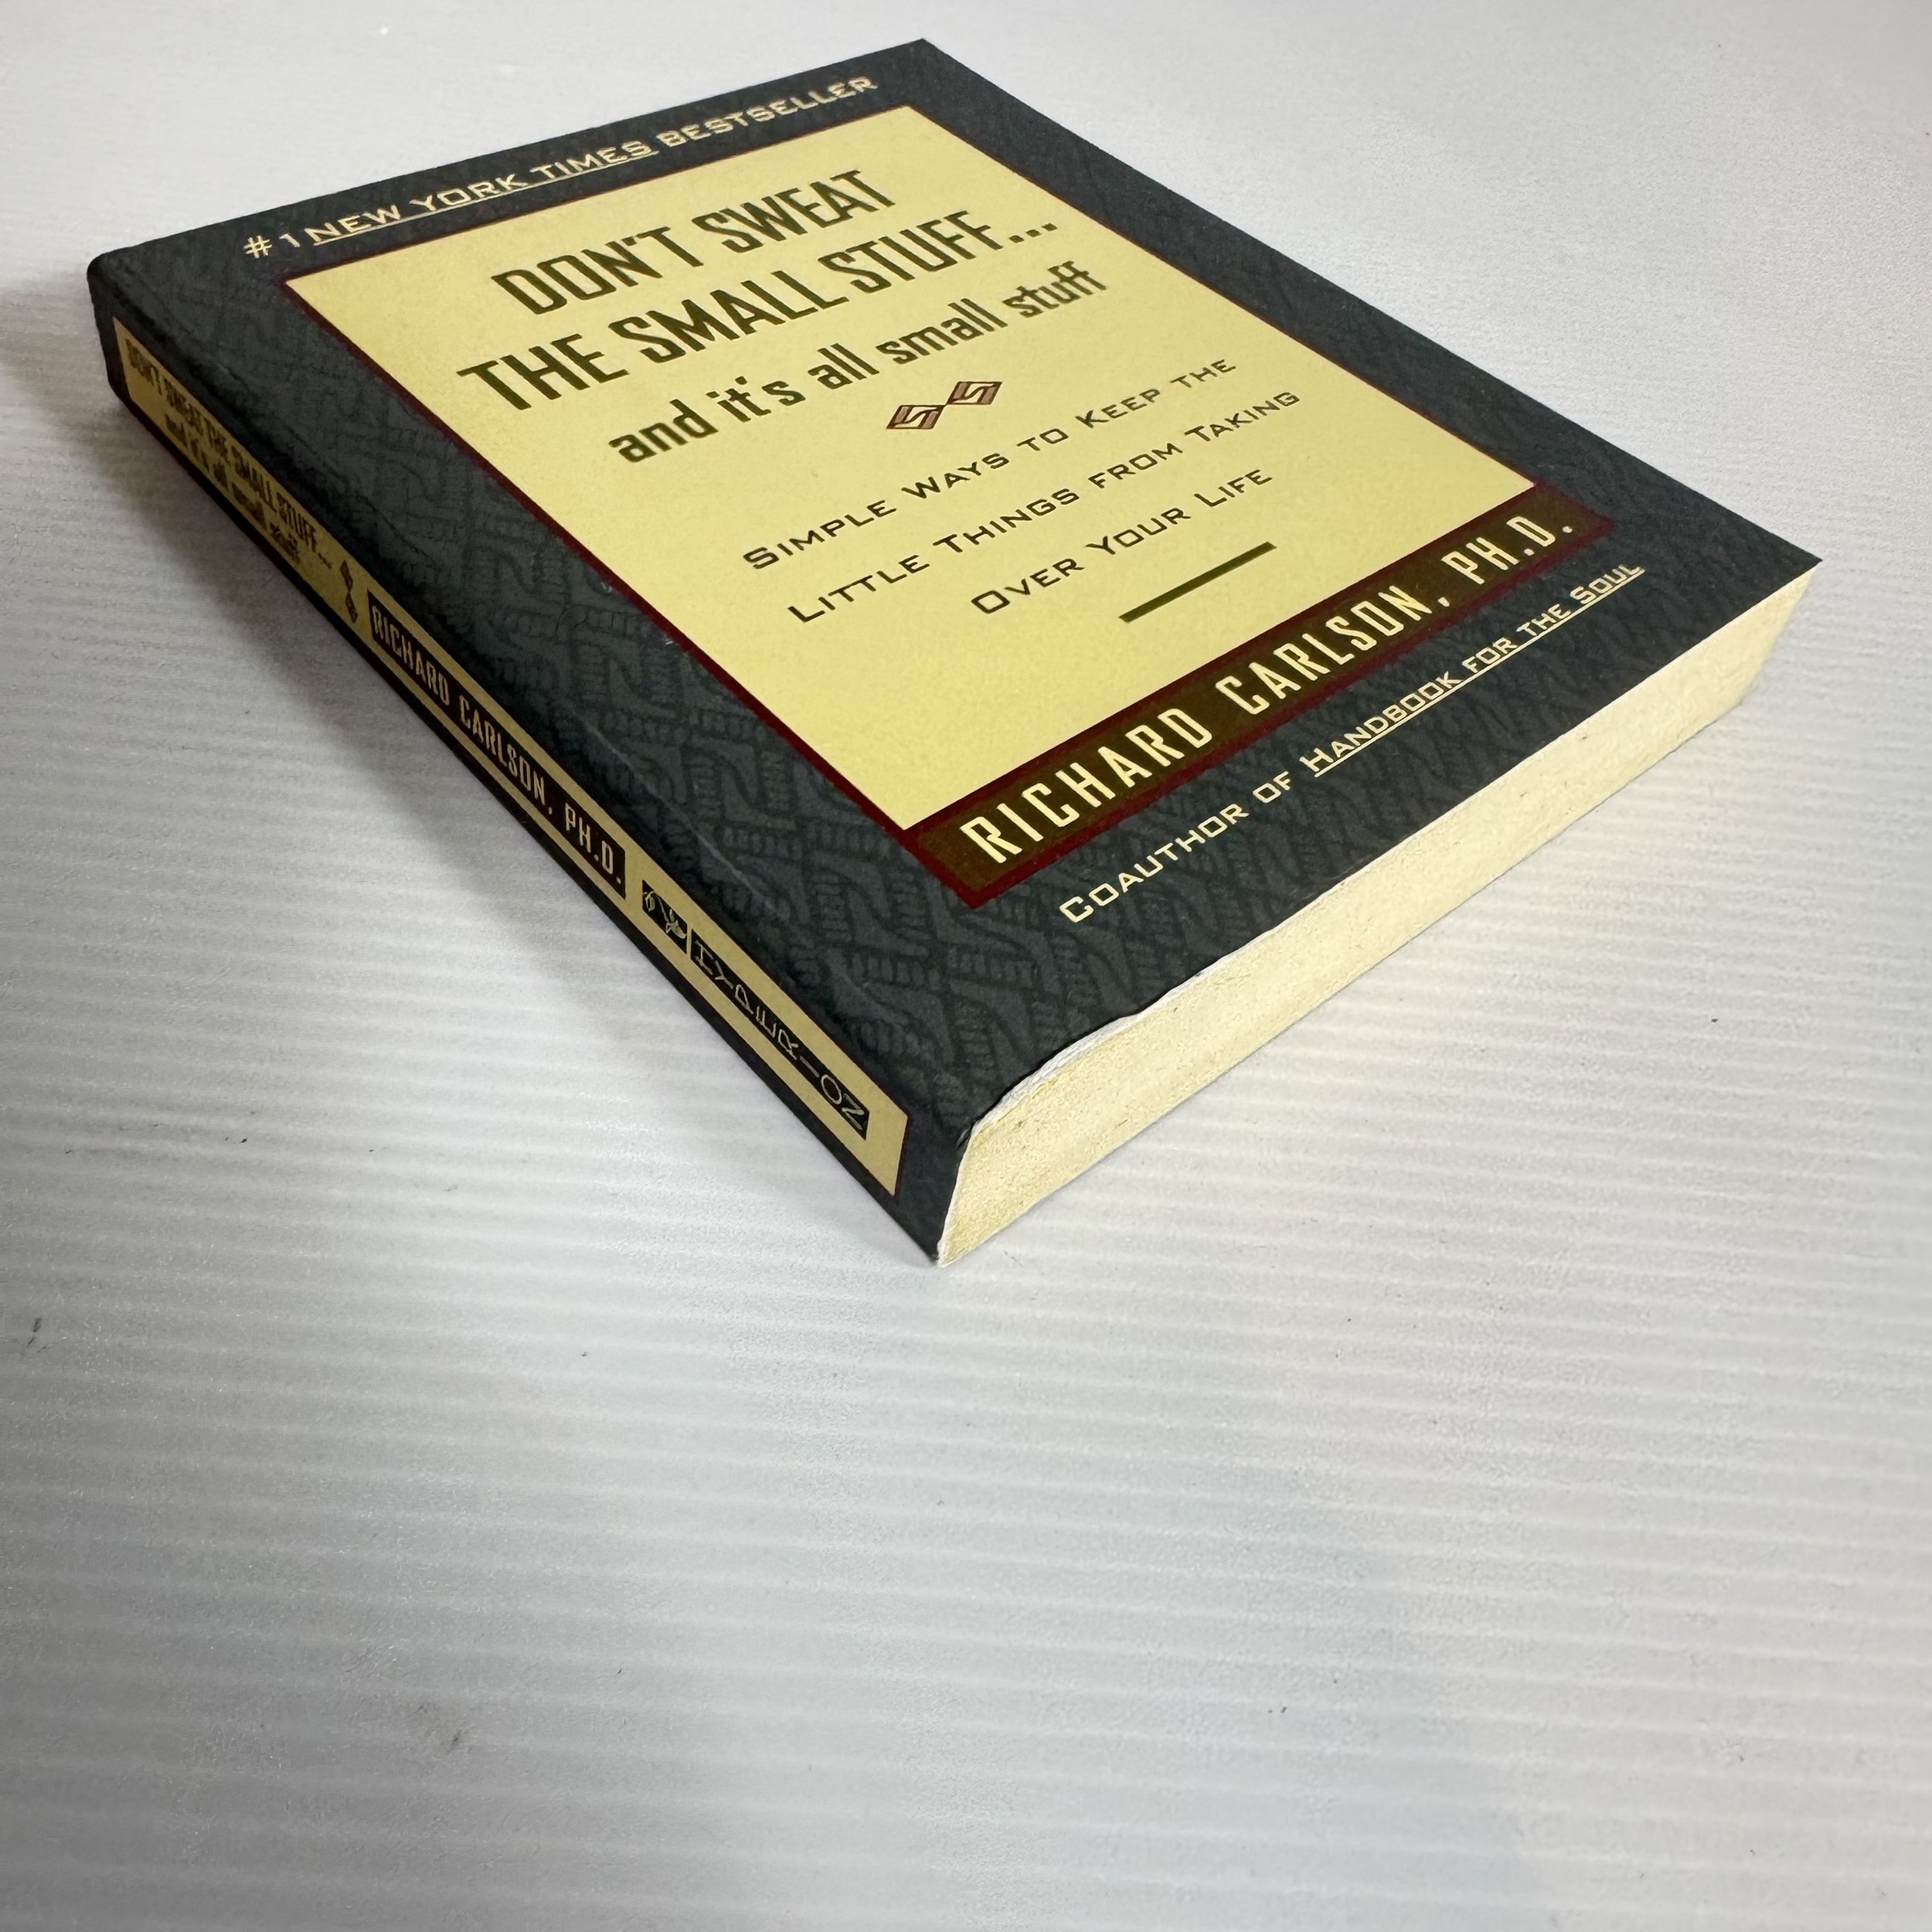 #1 NEW YORK TIMES BESTSELLER
DON'T SWEAT
THE SMALL STUFF...
and it's all small stuff
SIMPLE WAYS TO KEEP THE
LITTLE THINGS FROM TAKING
OVER YOUR LIFE
RICHARD CARLSON, PH.D.
COAUTHOR OF HANDBOOK FOR THE SOUL
DON'T SWEAT THE SMALL STUFF...
and it's all small stuff
RICHARD CARLSON, PH.D.
HYPERION